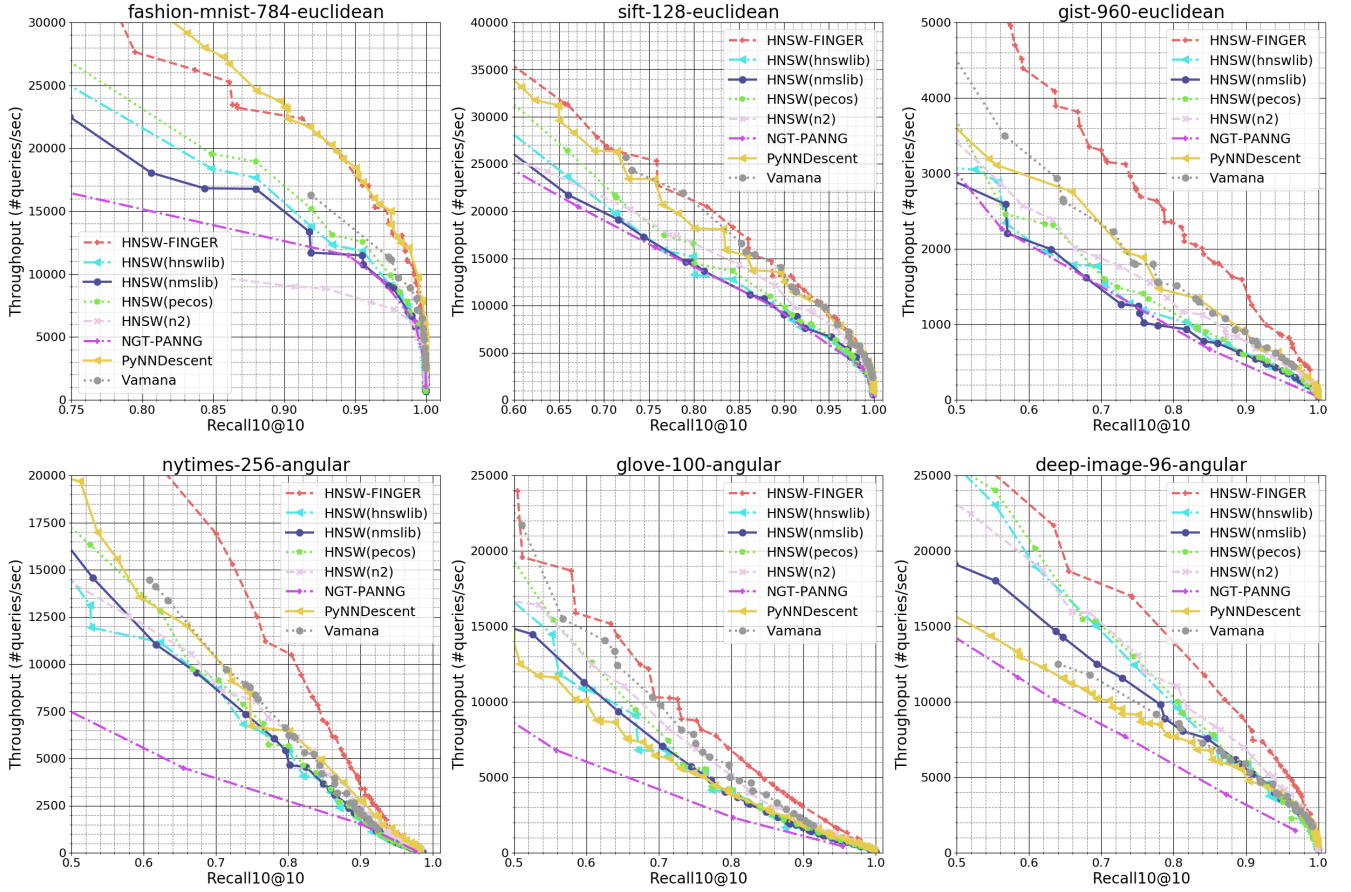 fashion-mnist-784-euclidean
Throughoput (#queries/sec)
30000
25000
20000
15000
10000
5000
0
HNSW-FINGER
HNSW(hnswlib)
HNSW(nmslib)
HNSW(pecos)
HNSW(n2)
NGT-PANNG
PyNNDescent
Vamana
0.75 0.80 0.85 0.90 0.95 1.00
Recall10@10
sift-128-euclidean
Throughoput (#queries/sec)
40000
35000
30000
25000
20000
15000
10000
5000
0
HNSW-FINGER
HNSW(hnswlib)
HNSW(nmslib)
HNSW(pecos)
HNSW(n2)
NGT-PANNG
PyNNDescent
Vamana
0.60 0.65 0.70 0.75 0.80 0.85 0.90 0.95 1.00
Recall10@10
gist-960-euclidean
Throughoput (#queries/sec)
5000
4000
3000
2000
1000
0
HNSW-FINGER
HNSW(hnswlib)
HNSW(nmslib)
HNSW(pecos)
HNSW(n2)
NGT-PANNG
PyNNDescent
Vamana
0.5 0.6 0.7 0.8 0.9 1.0
Recall10@10
nytimes-256-angular
Throughoput (#queries/sec)
20000
17500
15000
12500
10000
7500
5000
2500
0
HNSW-FINGER
HNSW(hnswlib)
HNSW(nmslib)
HNSW(pecos)
HNSW(n2)
NGT-PANNG
PyNNDescent
Vamana
0.5 0.6 0.7 0.8 0.9 1.0
Recall10@10
glove-100-angular
Throughoput (#queries/sec)
25000
20000
15000
10000
5000
0
HNSW-FINGER
HNSW(hnswlib)
HNSW(nmslib)
HNSW(pecos)
HNSW(n2)
NGT-PANNG
PyNNDescent
Vamana
0.5 0.6 0.7 0.8 0.9 1.0
Recall10@10
deep-image-96-angular
Throughoput (#queries/sec)
25000
20000
15000
10000
5000
0
HNSW-FINGER
HNSW(hnswlib)
HNSW(nmslib)
HNSW(pecos)
HNSW(n2)
NGT-PANNG
PyNNDescent
Vamana
0.5 0.6 0.7 0.8 0.9 1.0
Recall10@10